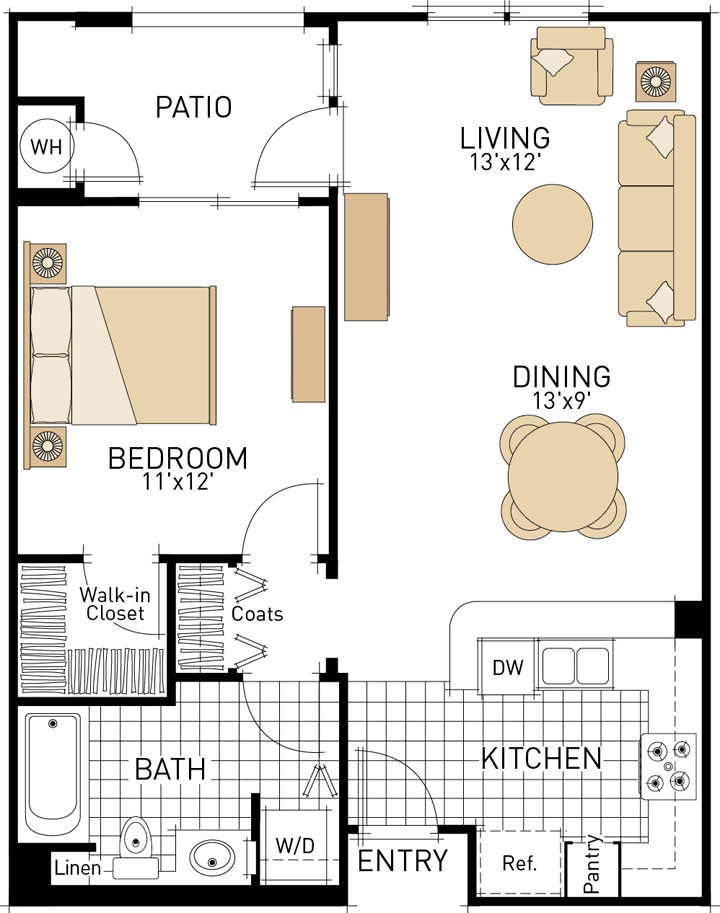 PATIO
WH
LIVING
13'x12'
DINING
13'x9'
BEDROOM
11'x12'
Walk-in
Closet
Coats
DW
BATH
KITCHEN
Linen
W/D
ENTRY
Ref.
Pantry